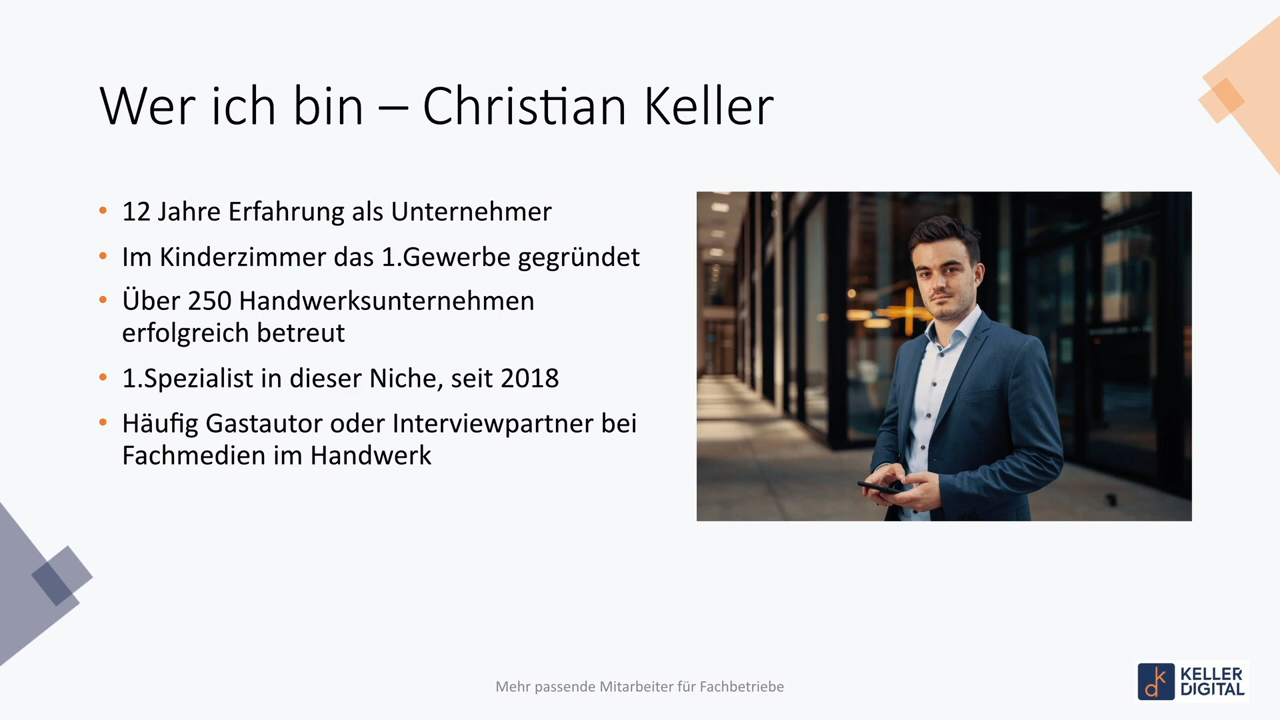 Wer ich bin – Christian Keller
• 12 Jahre Erfahrung als Unternehmer
• Im Kinderzimmer das 1.Gewerbe gegründet
• Über 250 Handwerksunternehmen
erfolgreich betreut
• 1.Spezialist in dieser Niche, seit 2018
• Häufig Gastautor oder Interviewpartner bei
Fachmedien im Handwerk
Mehr passende Mitarbeiter für Fachbetriebe
dk KELLER
DIGITAL